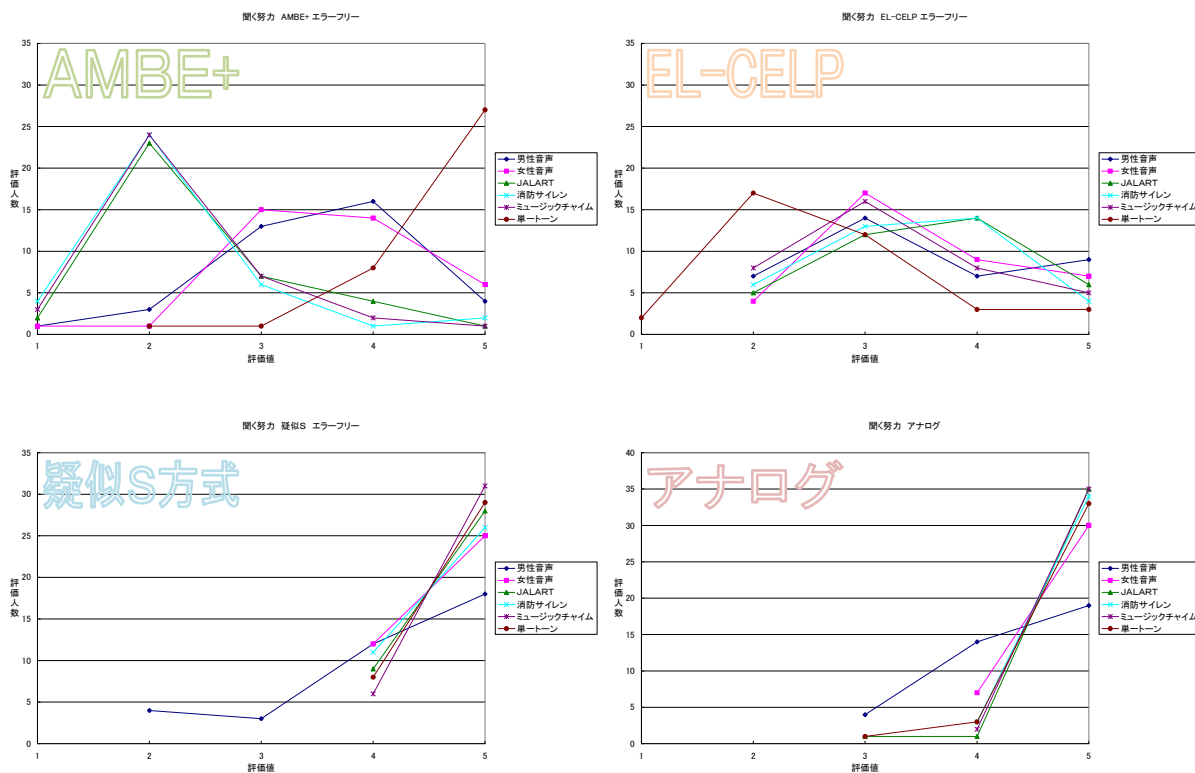 聞く努力 AMBE+ エラーフリー
AMBE+
35
30
25
20
15
10
5
0
評価人数
1 2 3 4 5
評価値
男性音声
女性音声
JALART
消防サイレン
ミュージックチャイム
単一トーン
聞く努力 EL-CELP エラーフリー
EL-CELP
35
30
25
20
15
10
5
0
評価人数
1 2 3 4 5
評価値
男性音声
女性音声
JALART
消防サイレン
ミュージックチャイム
単一トーン
聞く努力 疑似S エラーフリー
疑似S方式
35
30
25
20
15
10
5
0
評価人数
1 2 3 4 5
評価値
男性音声
女性音声
JALART
消防サイレン
ミュージックチャイム
単一トーン
聞く努力 アナログ
アナログ
40
35
30
25
20
15
10
5
0
評価人数
1 2 3 4 5
評価値
男性音声
女性音声
JALART
消防サイレン
ミュージックチャイム
単一トーン